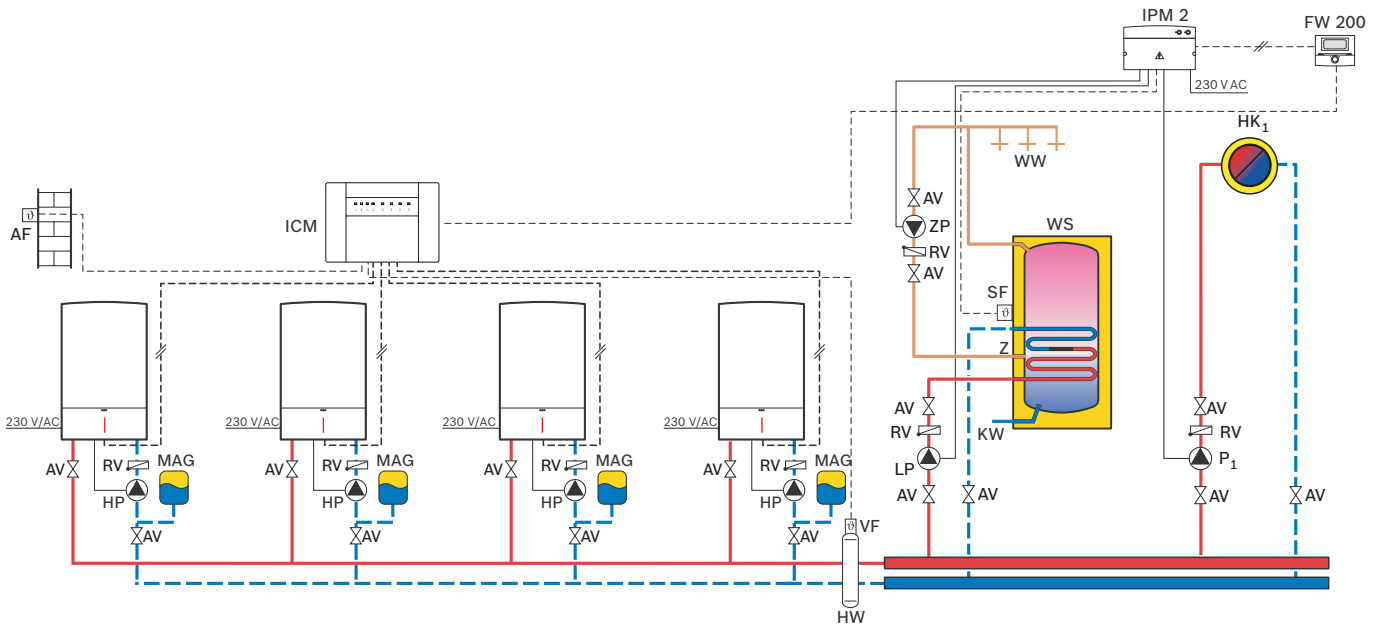 IPM 2
FW 200
230 V AC
HK1
WW
AV
ZP
RV
AV
WS
ϑ
AF
ICM
SF
ϑ
Z
AV
RV
KW
LP
AV
AV
AV
RV
P1
AV
AV
230 V/AC
230 V/AC
230 V/AC
230 V/AC
AV
RV
MAG
HP
AV
AV
RV
MAG
HP
AV
AV
RV
MAG
HP
AV
AV
RV
MAG
HP
AV
ϑ
VF
HW